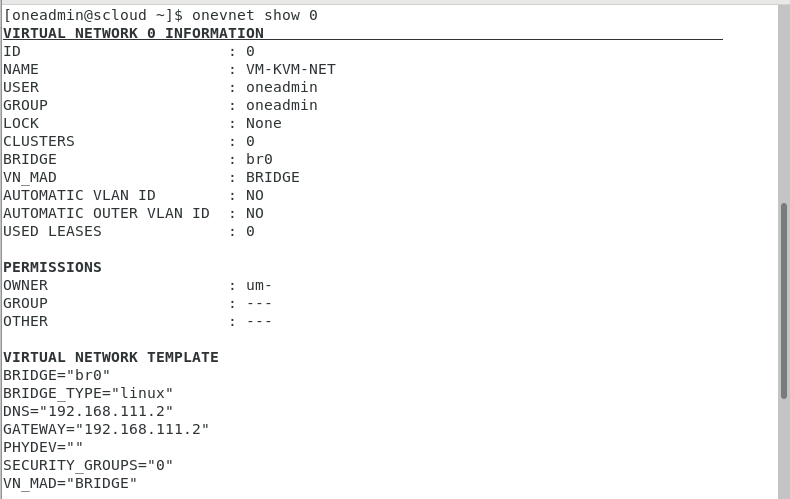 [oneadmin@scloud ~]$ onevnet show 0
VIRTUAL NETWORK 0 INFORMATION
ID                       : 0
NAME                     : VM-KVM-NET
USER                     : oneadmin
GROUP                    : oneadmin
LOCK                     : None
CLUSTERS                 : 0
BRIDGE                   : br0
VN_MAD                   : BRIDGE
AUTOMATIC VLAN ID        : NO
AUTOMATIC OUTER VLAN ID  : NO
USED LEASES              : 0

PERMISSIONS
OWNER                    : um-
GROUP                    : ---
OTHER                    : ---

VIRTUAL NETWORK TEMPLATE
BRIDGE="br0"
BRIDGE_TYPE="linux"
DNS="192.168.111.2"
GATEWAY="192.168.111.2"
PHYDEV=""
SECURITY_GROUPS="0"
VN_MAD="BRIDGE"